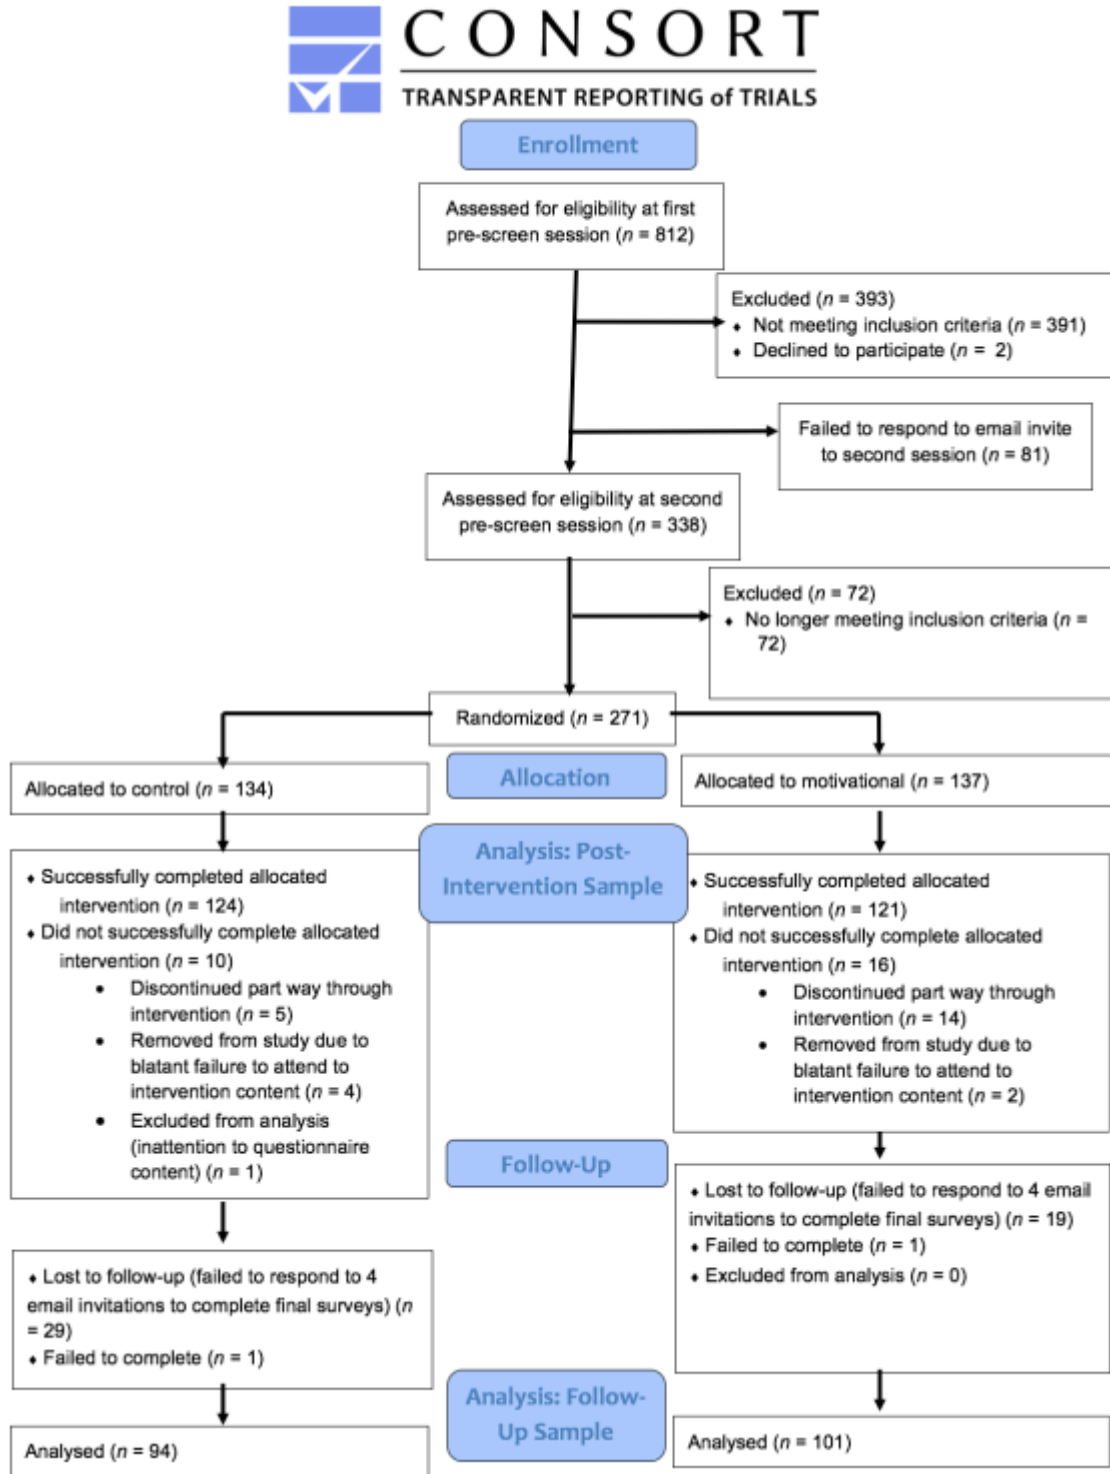 CONSORT
TRANSPARENT REPORTING of TRIALS
Enrollment
Assessed for eligibility at first
pre-screen session (n = 812)
Excluded (n = 393)
♦ Not meeting inclusion criteria (n = 391)
♦ Declined to participate (n = 2)
Failed to respond to email invite
to second session (n = 81)
Assessed for eligibility at second
pre-screen session (n = 338)
Excluded (n = 72)
♦ No longer meeting inclusion criteria (n =
72)
Randomized (n = 271)
Allocation
Allocated to control (n = 134)
Allocated to motivational (n = 137)
Analysis: Post-
Intervention Sample
♦ Successfully completed allocated
intervention (n = 124)
♦ Did not successfully complete allocated
intervention (n = 10)
• Discontinued part way through
intervention (n = 5)
• Removed from study due to
blatant failure to attend to
intervention content (n = 4)
• Excluded from analysis
(inattention to questionnaire
content) (n = 1)
♦ Successfully completed allocated
intervention (n = 121)
♦ Did not successfully complete allocated
intervention (n = 16)
• Discontinued part way through
intervention (n = 14)
• Removed from study due to
blatant failure to attend to
intervention content (n = 2)
Follow-Up
♦ Lost to follow-up (failed to respond to 4
email invitations to complete final surveys) (n
= 29)
♦ Failed to complete (n = 1)
♦ Lost to follow-up (failed to respond to 4 email
invitations to complete final surveys) (n = 19)
♦ Failed to complete (n = 1)
♦ Excluded from analysis (n = 0)
Analysis: Follow-
Up Sample
Analysed (n = 94)
Analysed (n = 101)